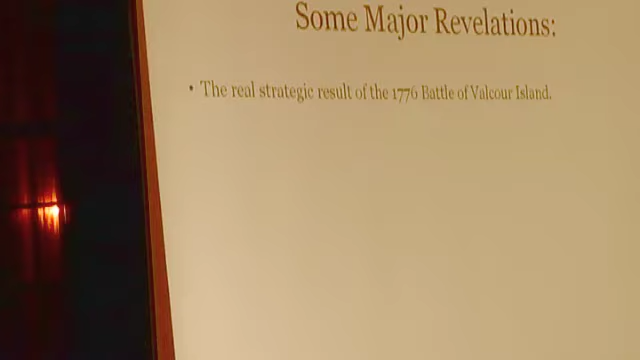 Some Major Revelations:
• The real strategic result of the 1776 Battle of Valcour Island.